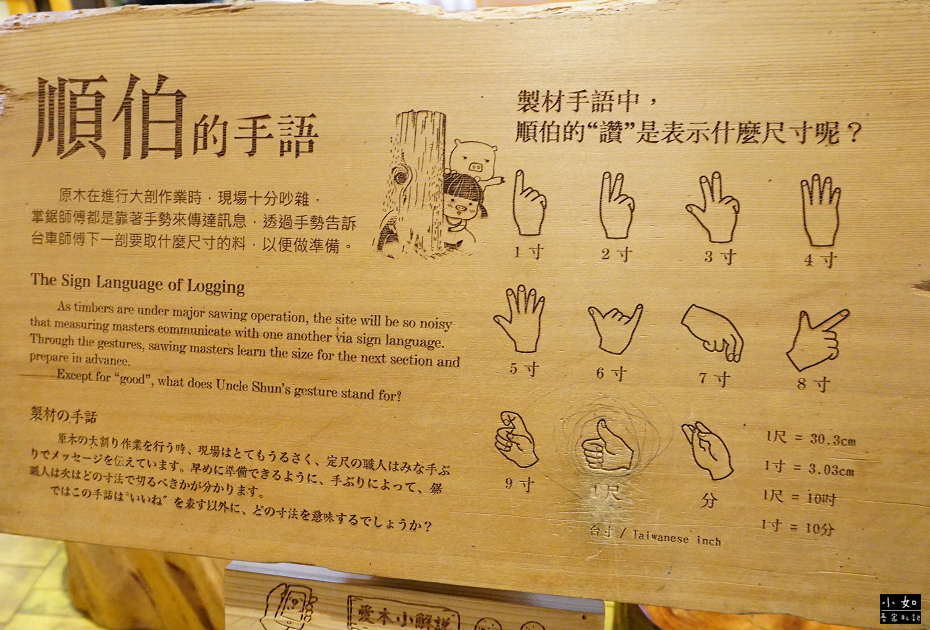 順伯的手語
原木在進行大剖作業時，現場十分吵雜，
掌鋸師傅都是靠著手勢來傳達訊息，透過手勢告訴
台車師傅下一剖要取什麼尺寸的料，以便做準備。
The Sign Language of Logging
As timbers are under major sawing operation, the site will be so noisy
that measuring masters communicate with one another via sign language.
Through the gestures, sawing masters learn the size for the next section and
prepare in advance.
Except for “good”, what does Uncle Shun’s gesture stand for?
製材の手話
原木の大割り作業を行う時、現場はとてもうるさく、定尺の職人はみな手ぶ
りでメッセージを伝えています。早めに準備できるように、手ぶりによって、鋸
職人は次はどの寸法で切るべきかが分かります。
ではこの手語は“いいね”を表す以外に、どの寸法を意味するでしょうか？
製材手語中，
順伯的“讚”是表示什麼尺寸呢？
1 寸
2 寸
3 寸
4 寸
5 寸
6 寸
7 寸
8 寸
9 寸
1 尺
分
1尺 = 30.3cm
1寸 = 3.03cm
1尺 = 10吋
1寸 = 10分
台寸 / Taiwanese inch
愛木小解說
小如